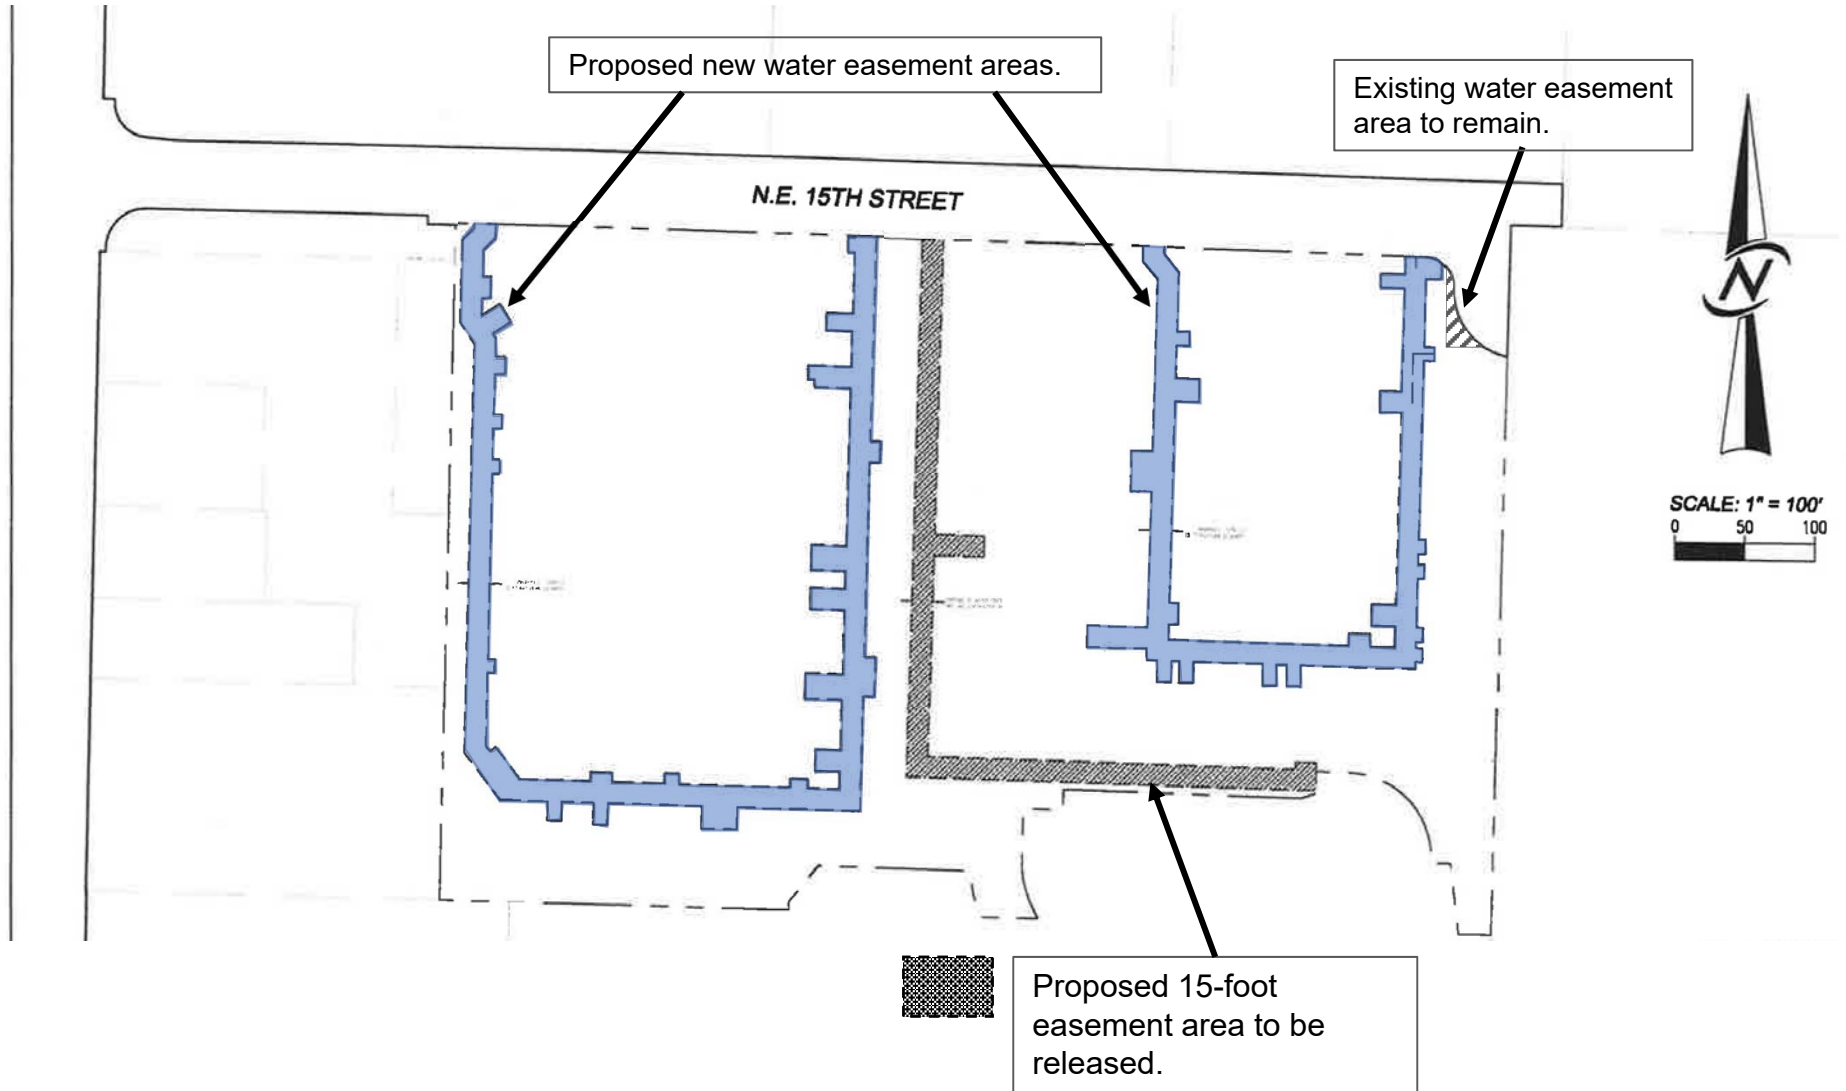 Proposed new water easement areas.
Existing water easement
area to remain.
N.E. 15TH STREET
N
SCALE: 1" = 100'
0 50 100
Proposed 15-foot
easement area to be
released.